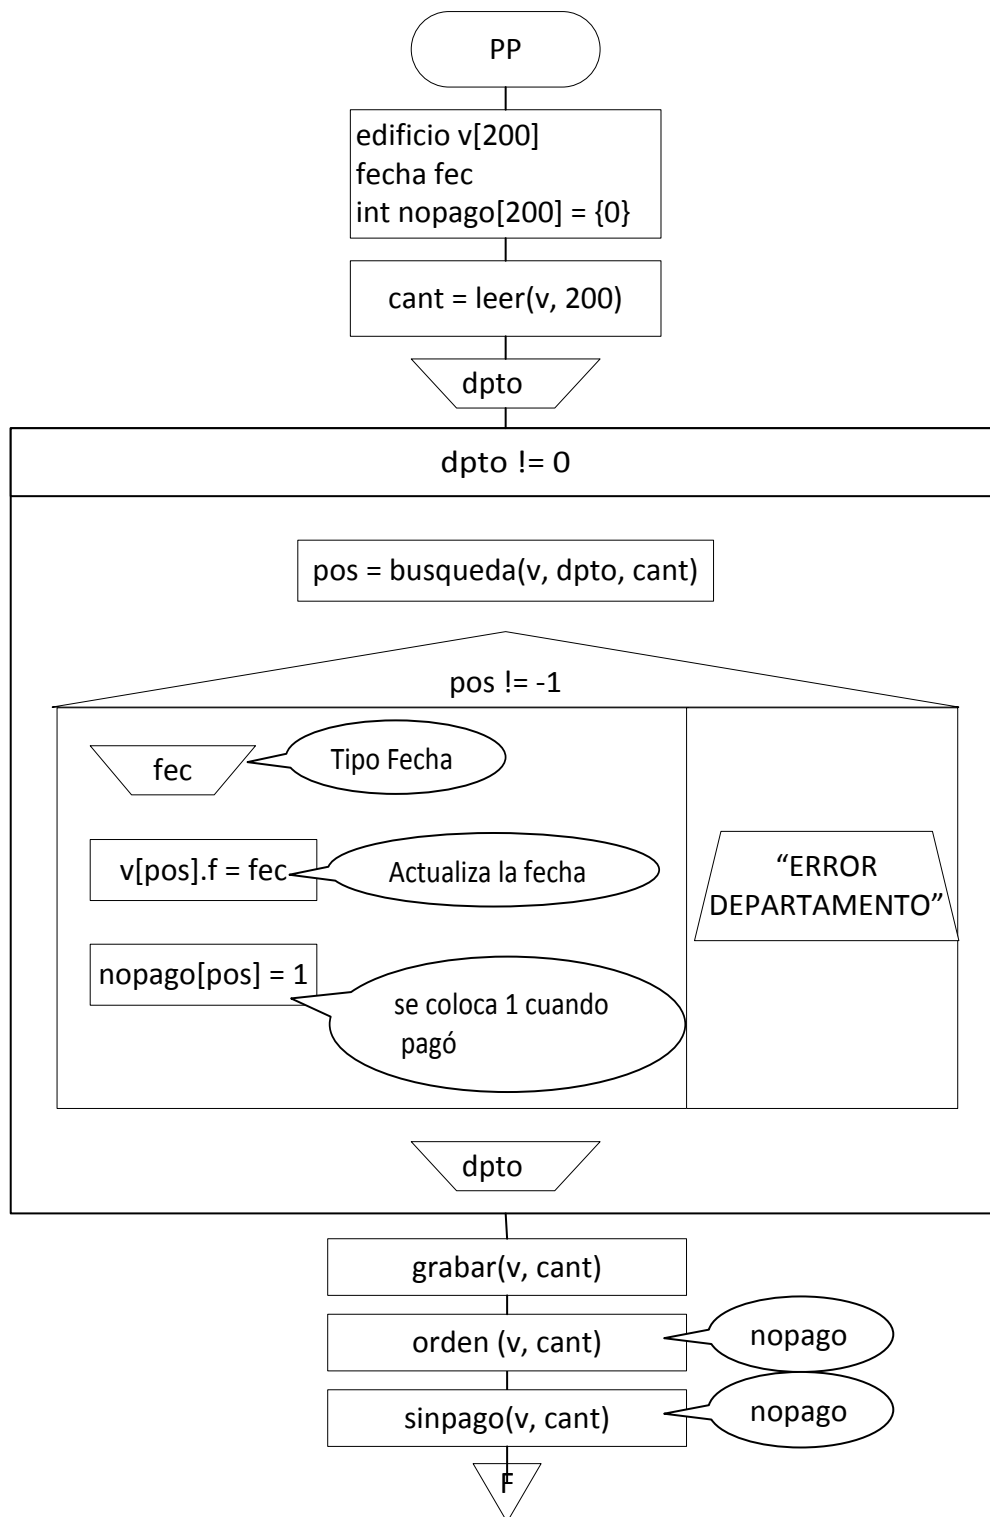 PP
edificio v[200]
fecha fec
int nopago[200] = {0}
cant = leer(v, 200)
dpto
dpto != 0
pos = busqueda(v, dpto, cant)
pos != -1
fec
Tipo Fecha
v[pos].f = fec
Actualiza la fecha
“ERROR
DEPARTAMENTO”
nopago[pos] = 1
se coloca 1 cuando
pagó
dpto
grabar(v, cant)
orden (v, cant)
nopago
sinpago(v, cant)
nopago
F